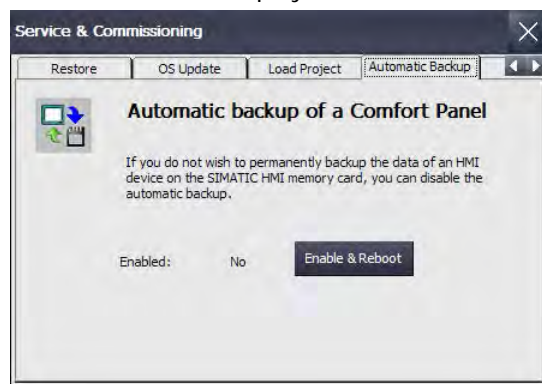 Service & Commissioning
Restore OS Update Load Project Automatic Backup
Automatic backup of a Comfort Panel
If you do not wish to permanently backup the data of an HMI
device on the SIMATIC HMI memory card, you can disable the
automatic backup.
Enabled: No Enable & Reboot